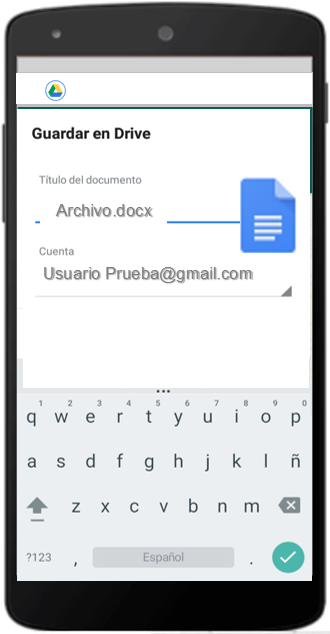 Guardar en Drive
Título del documento
Archivo.docx
Cuenta
Usuario Prueba@gmail.com
1 2 3 4 5 6 7 8 9 0
q w e r t y u i o p
a s d f g h j k l ñ
z x c v b n m
?123 , Español .